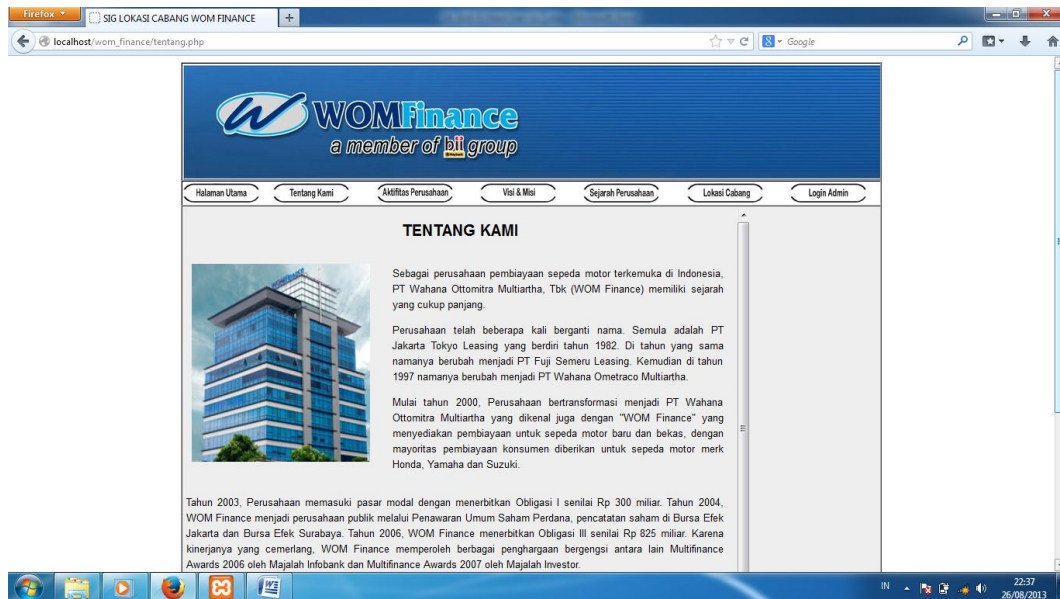 Firefox
SIG LOKASI CABANG WOM FINANCE
localhost/wom_finance/tentang.php
Google
WOMFinance
a member of bii group
Halaman Utama
Tentang Kami
Aktifitas Perusahaan
Visi & Misi
Sejarah Perusahaan
Lokasi Cabang
Login Admin
TENTANG KAMI
Sebagai perusahaan pembiayaan sepeda motor terkemuka di Indonesia,
PT Wahana Ottomitra Multiartha, Tbk (WOM Finance) memiliki sejarah
yang cukup panjang.
Perusahaan telah beberapa kali berganti nama. Semula adalah PT
Jakarta Tokyo Leasing yang berdiri tahun 1982. Di tahun yang sama
namanya berubah menjadi PT Fuji Semeru Leasing. Kemudian di tahun
1997 namanya berubah menjadi PT Wahana Ometraco Multiartha.
Mulai tahun 2000, Perusahaan bertransformasi menjadi PT Wahana
Ottomitra Multiartha yang dikenal juga dengan "WOM Finance" yang
menyediakan pembiayaan untuk sepeda motor baru dan bekas, dengan
mayoritas pembiayaan konsumen diberikan untuk sepeda motor merk
Honda, Yamaha dan Suzuki.
Tahun 2003, Perusahaan memasuki pasar modal dengan menerbitkan Obligasi I senilai Rp 300 miliar. Tahun 2004,
WOM Finance menjadi perusahaan publik melalui Penawaran Umum Saham Perdana, pencatatan saham di Bursa Efek
Jakarta dan Bursa Efek Surabaya. Tahun 2006, WOM Finance menerbitkan Obligasi III senilai Rp 825 miliar. Karena
kinerjanya yang cemerlang, WOM Finance memperoleh berbagai penghargaan bergengsi antara lain Multifinance
Awards 2006 oleh Majalah Infobank dan Multifinance Awards 2007 oleh Majalah Investor.
IN
22:37
26/08/2013